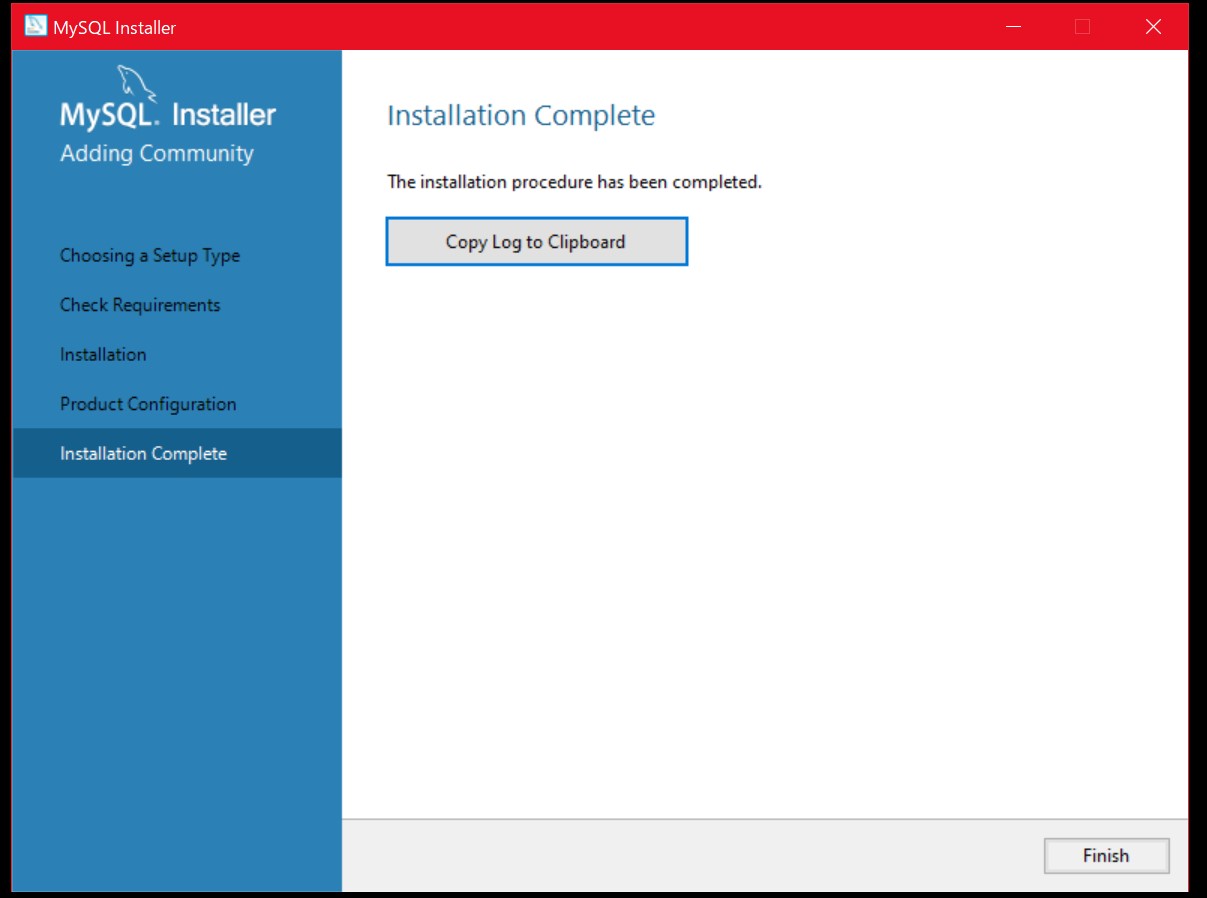 MySQL Installer
MySQL. Installer
Adding Community
Choosing a Setup Type
Check Requirements
Installation
Product Configuration
Installation Complete
Installation Complete
The installation procedure has been completed.
Copy Log to Clipboard
Finish